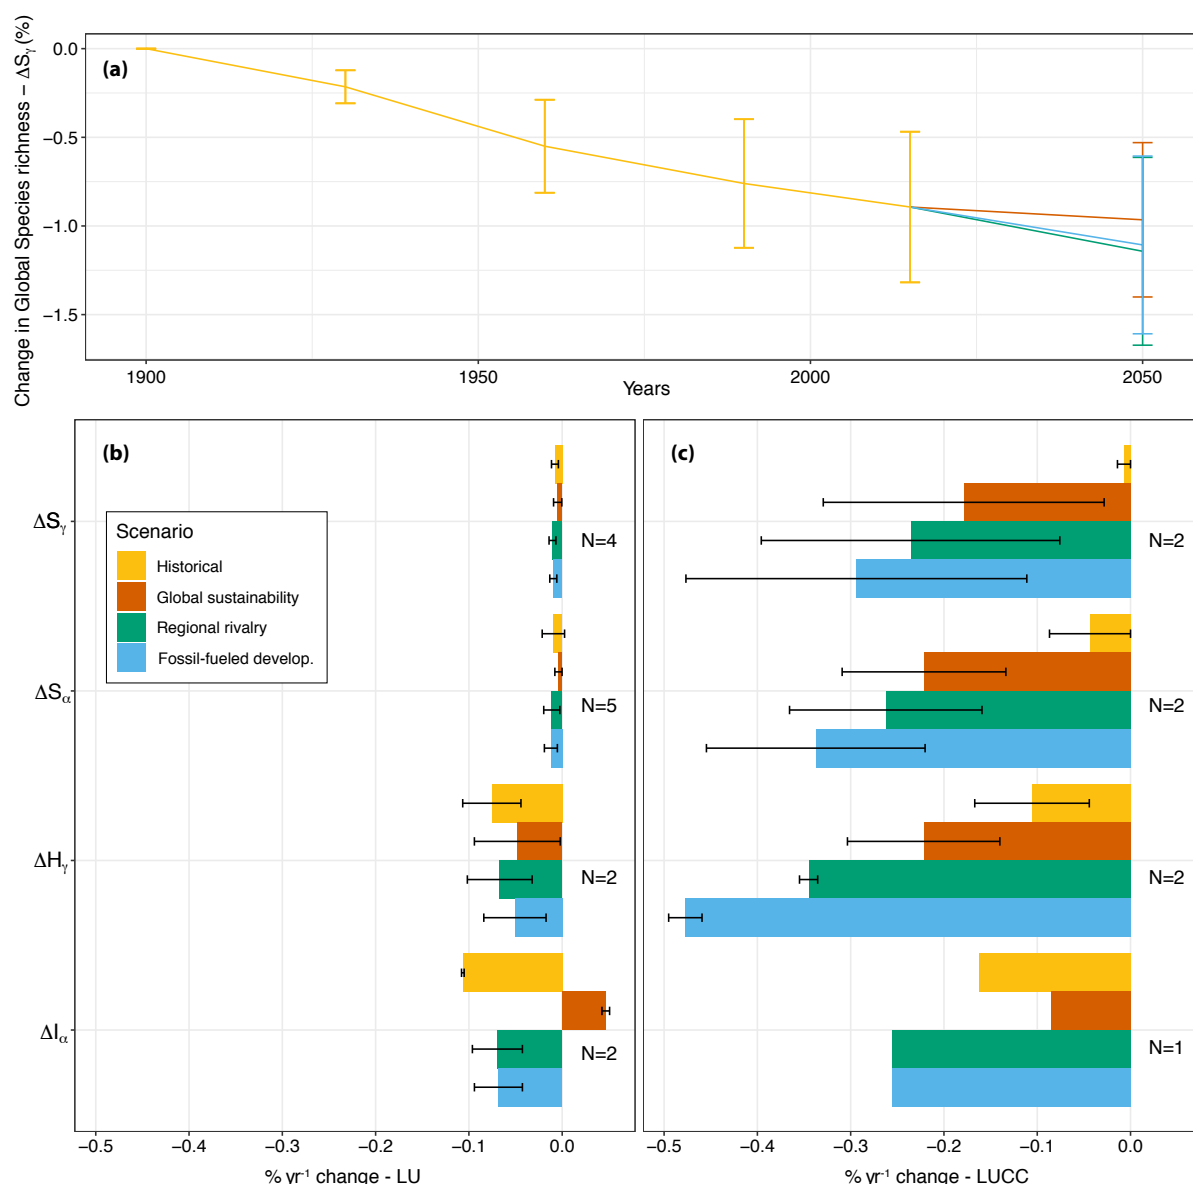 Change in Global Species richness − ΔSγ (%)
0.0
−0.5
−1.0
−1.5
(a)
1900
1950
2000
2050
Years
(b)
(c)
ΔSγ
ΔSα
ΔHγ
ΔIα
Scenario
Historical
Global sustainability
Regional rivalry
Fossil-fueled develop.
N=4
N=5
N=2
N=2
N=2
N=2
N=2
N=1
−0.5
−0.4
−0.3
−0.2
−0.1
0.0
% yr-1 change - LU
−0.5
−0.4
−0.3
−0.2
−0.1
0.0
% yr-1 change - LUCC